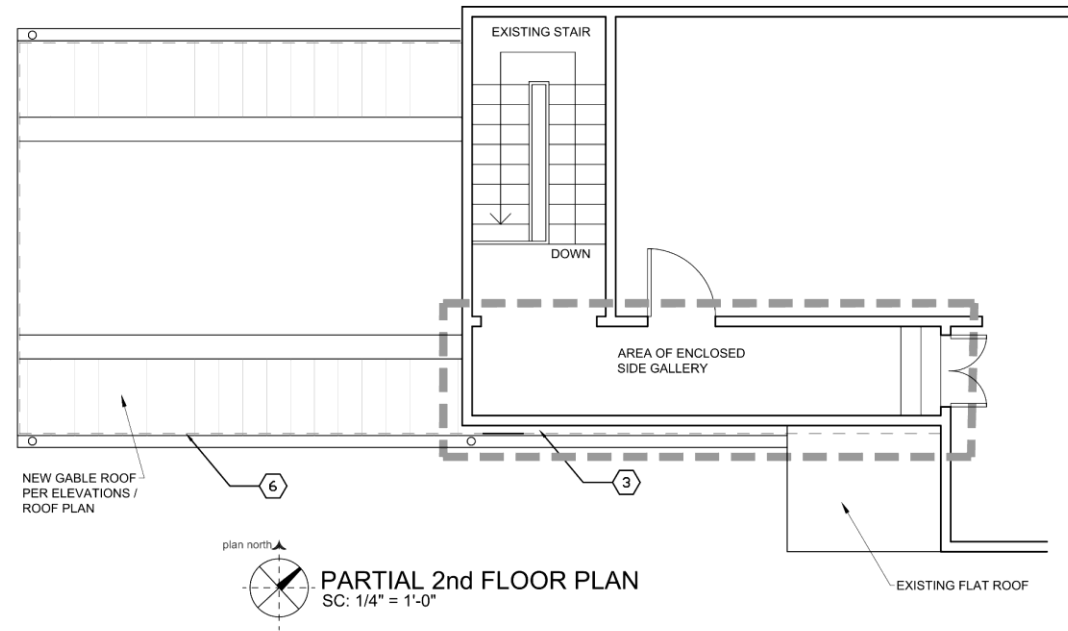 EXISTING STAIR
DOWN
AREA OF ENCLOSED
SIDE GALLERY
NEW GABLE ROOF
PER ELEVATIONS /
ROOF PLAN
6
3
plan north
PARTIAL 2nd FLOOR PLAN
SC: 1/4" = 1'-0"
EXISTING FLAT ROOF